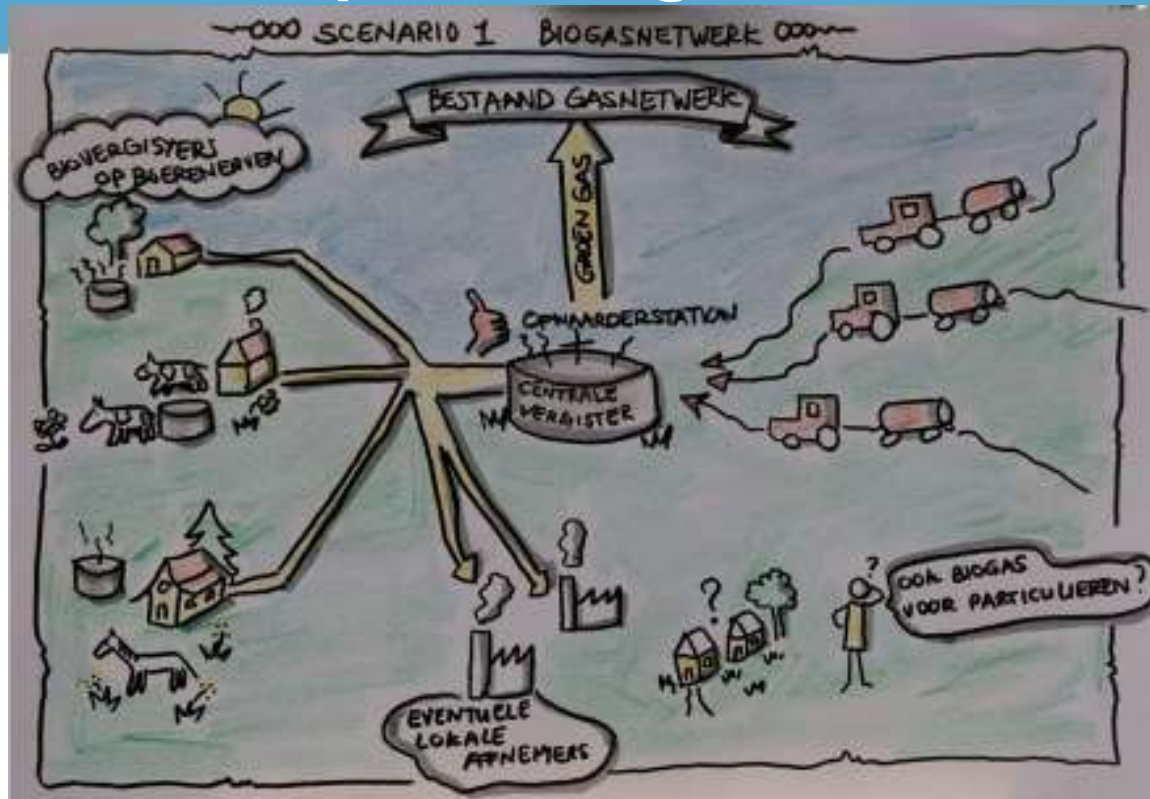 SCENARIO 1 BIOGASNETWERK
BESTAAND GASNETWERK
BIOVERGISTERS
OP BOERENERVEN
GROEN GAS
OPWAARDERSTATION
CENTRALE
VERGISTER
?
?
OOK BIOGAS
VOOR PARTICULIEREN?
EVENTUELE
LOKALE
AFNEMERS